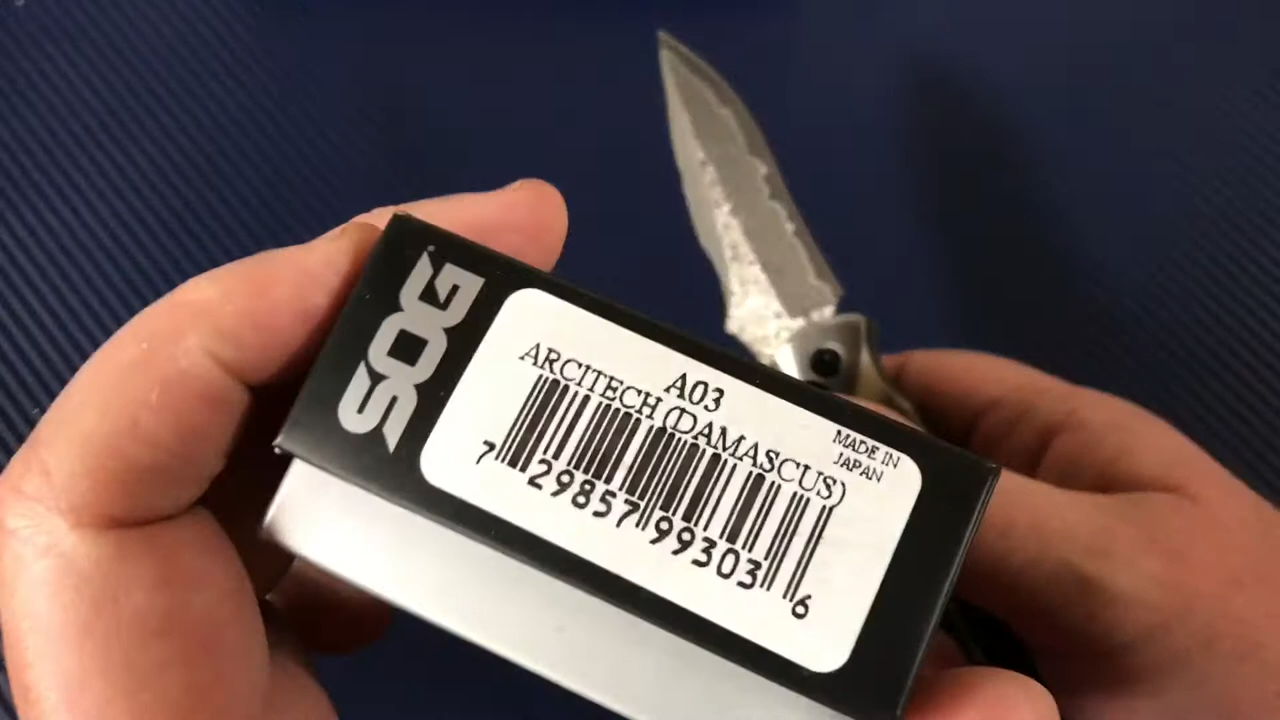 SOG
A03
ARCITECH (DAMASCUS)
MADE IN
JAPAN
7 29857 99303 6